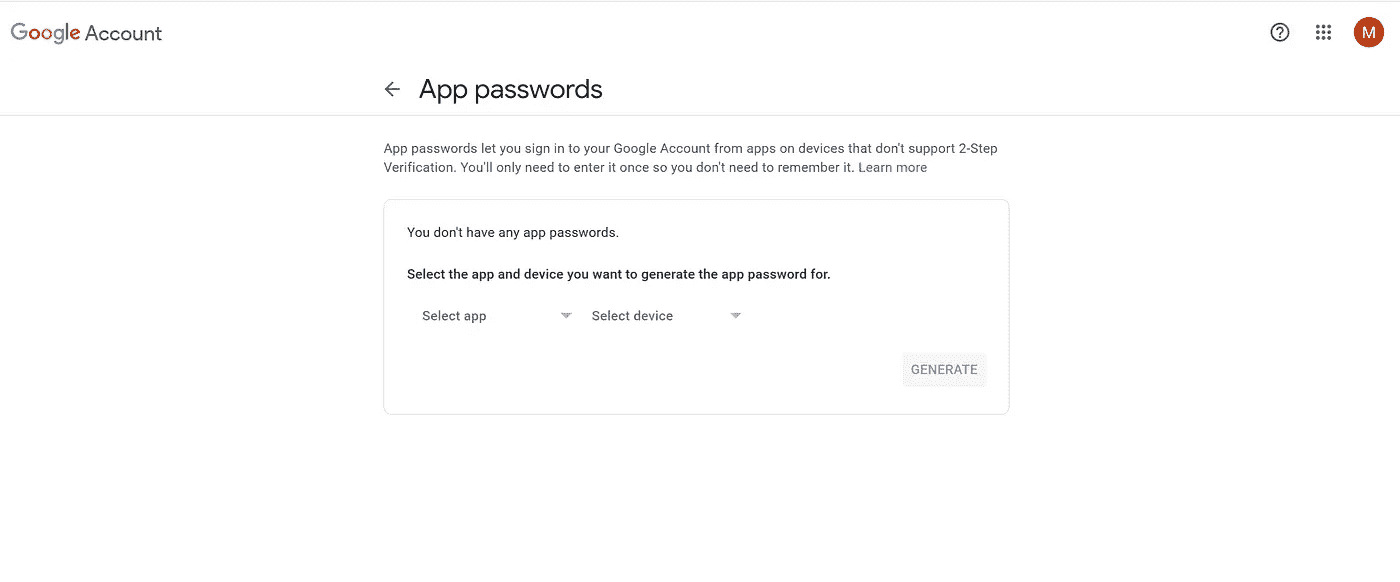 Google Account
M
App passwords
App passwords let you sign in to your Google Account from apps on devices that don't support 2-Step
Verification. You'll only need to enter it once so you don't need to remember it. Learn more
You don't have any app passwords.
Select the app and device you want to generate the app password for.
Select app Select device
GENERATE